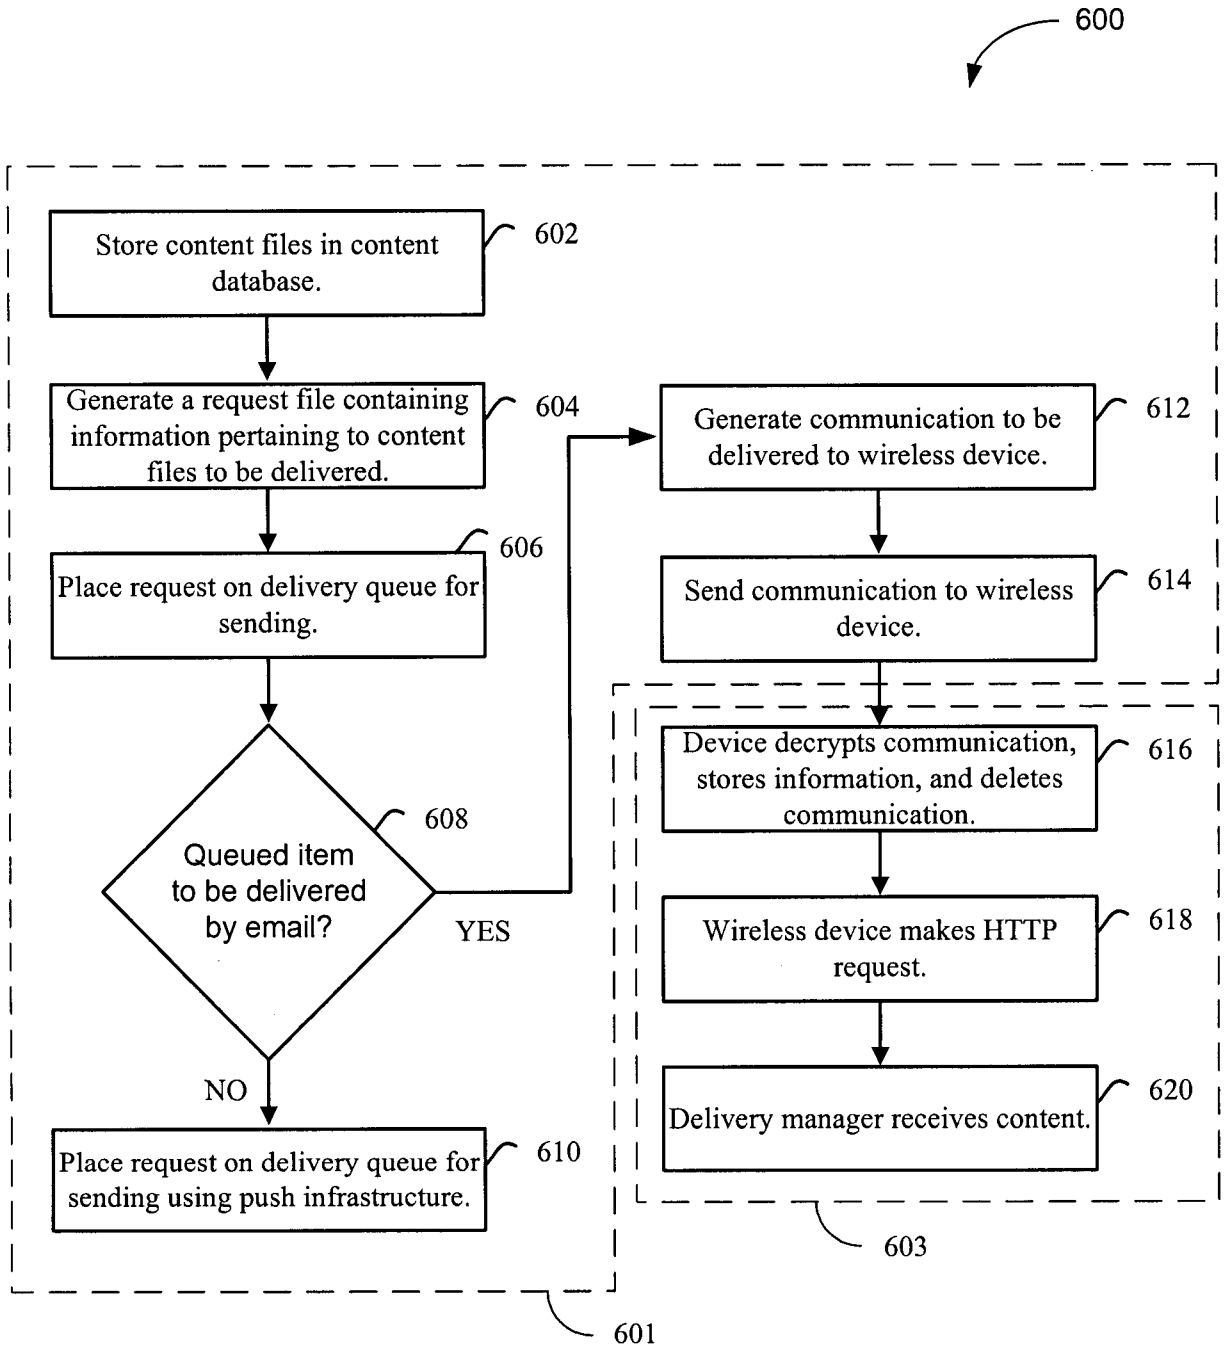 600
Store content files in content
database.
602
Generate a request file containing
information pertaining to content
files to be delivered.
604
Place request on delivery queue for
sending.
606
Queued item
to be delivered
by email?
608
YES
NO
Place request on delivery queue for
sending using push infrastructure.
610
Generate communication to be
delivered to wireless device.
612
Send communication to wireless
device.
614
Device decrypts communication,
stores information, and deletes
communication.
616
Wireless device makes HTTP
request.
618
Delivery manager receives content.
620
603
601